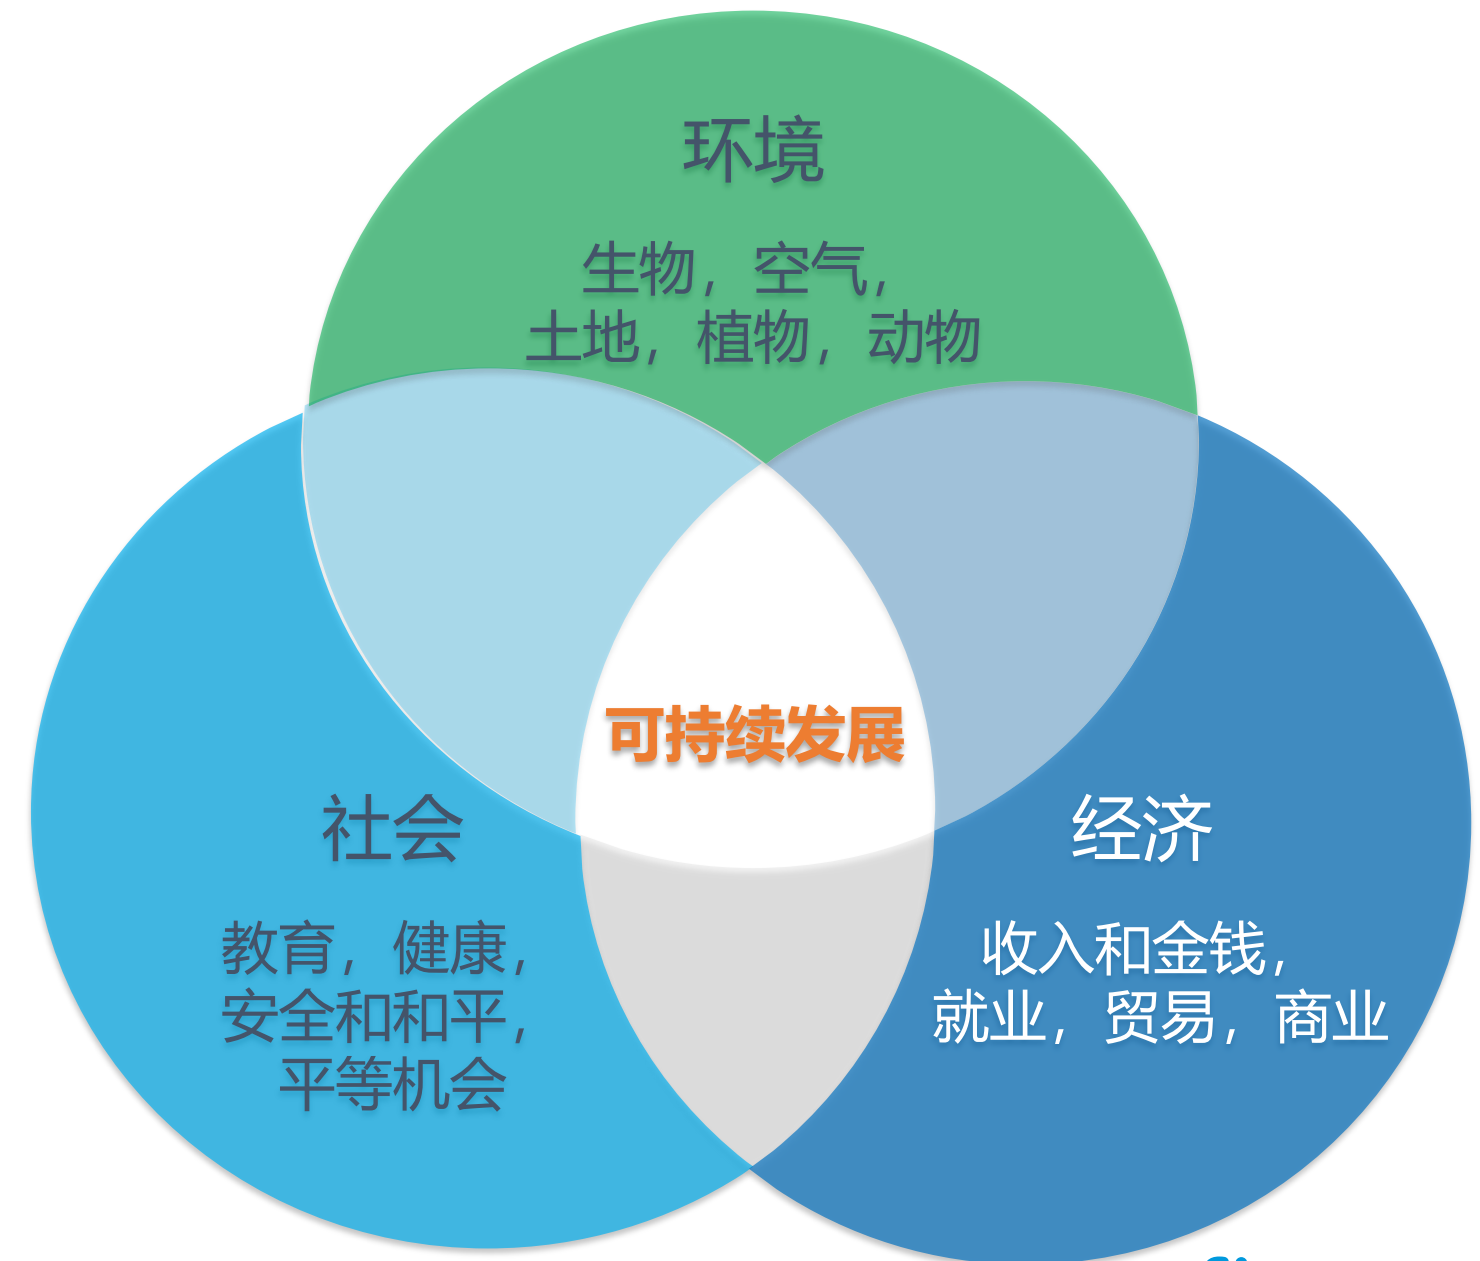 环境
生物，空气，
土地，植物，动物
可持续发展
社会
教育，健康，
安全和和平，
平等机会
经济
收入和金钱，
就业，贸易，商业